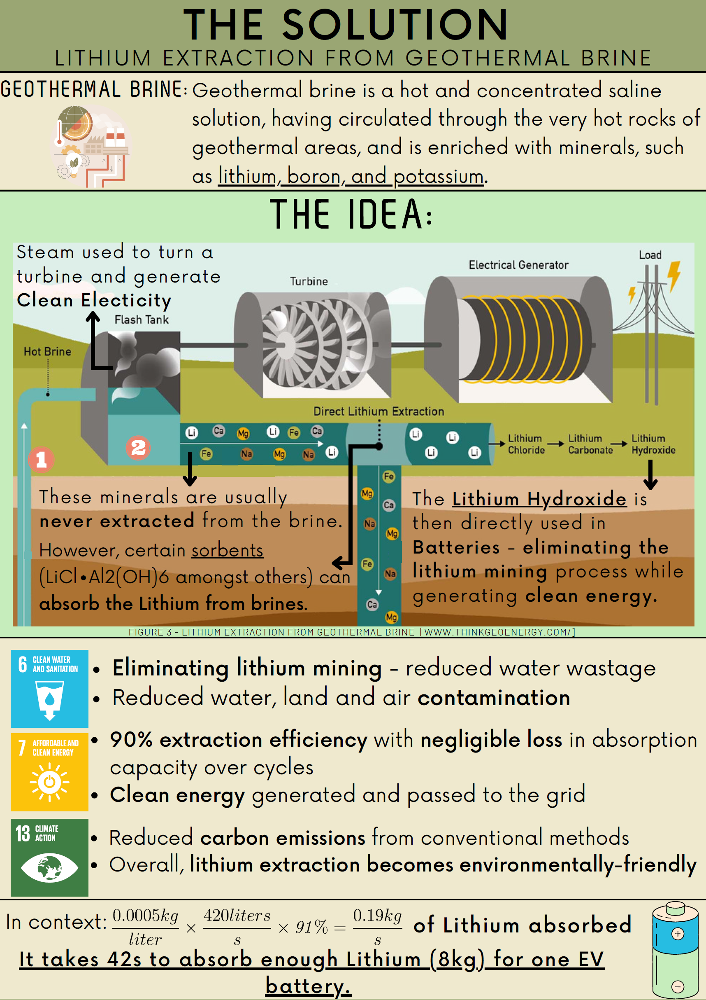 THE SOLUTION
LITHIUM EXTRACTION FROM GEOTHERMAL BRINE
GEOTHERMAL BRINE: Geothermal brine is a hot and concentrated saline
solution, having circulated through the very hot rocks of
geothermal areas, and is enriched with minerals, such
as lithium, boron, and potassium.
THE IDEA:
Steam used to turn a
turbine and generate
Clean Electicity
Flash Tank
Hot Brine
Turbine
Electrical Generator
Load
Direct Lithium Extraction
Li Ca Mg Li Fe Ca
Fe Na Mg Na Li
Li Li
Li Li
Lithium
Chloride
Lithium
Carbonate
Lithium
Hydroxide
1
2
Fe
Mg
Ca
Na
Mg
Fe
Na
Ca
Mg
These minerals are usually
never extracted from the brine.
However, certain sorbents
(LiCl•Al2(OH)6 amongst others) can
absorb the Lithium from brines.
The Lithium Hydroxide is
then directly used in
Batteries - eliminating the
lithium mining process while
generating clean energy.
FIGURE 3 - LITHIUM EXTRACTION FROM GEOTHERMAL BRINE [WWW.THINKGEOENERGY.COM/]
6 CLEAN WATER
AND SANITATION
• Eliminating lithium mining - reduced water wastage
• Reduced water, land and air contamination
7 AFFORDABLE AND
CLEAN ENERGY
• 90% extraction efficiency with negligible loss in absorption
capacity over cycles
• Clean energy generated and passed to the grid
13 CLIMATE
ACTION
• Reduced carbon emissions from conventional methods
• Overall, lithium extraction becomes environmentally-friendly
In context: 0.0005kg/liter × 420liters/s × 91% = 0.19kg/s of Lithium absorbed
It takes 42s to absorb enough Lithium (8kg) for one EV
battery.
+
−